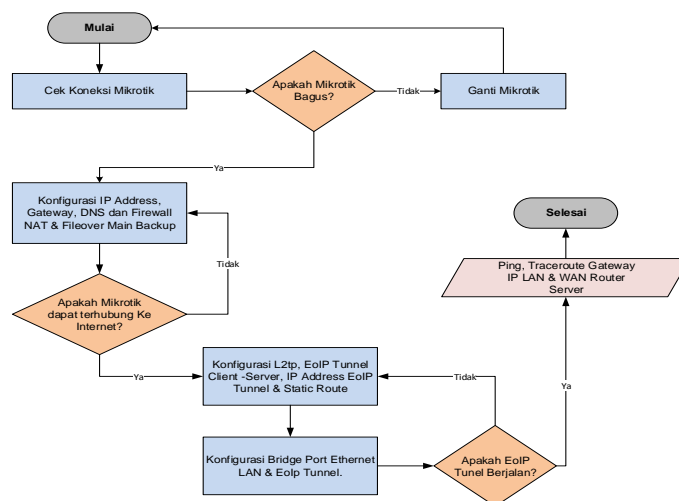 Mulai
Cek Koneksi Mikrotik
Apakah Mikrotik
Bagus?
Tidak
Ganti Mikrotik
Ya
Konfigurasi IP Address,
Gateway, DNS dan Firewall
NAT & Fileover Main Backup
Tidak
Apakah Mikrotik
dapat terhubung Ke
Internet?
Ya
Konfigurasi L2tp, EoIP Tunnel
Client -Server, IP Address EoIP
Tunnel & Static Route
Tidak
Konfigurasi Bridge Port Ethernet
LAN & EoIp Tunnel.
Apakah EoIP
Tunel Berjalan?
Ya
Ping, Traceroute Gateway
IP LAN & WAN Router
Server
Selesai